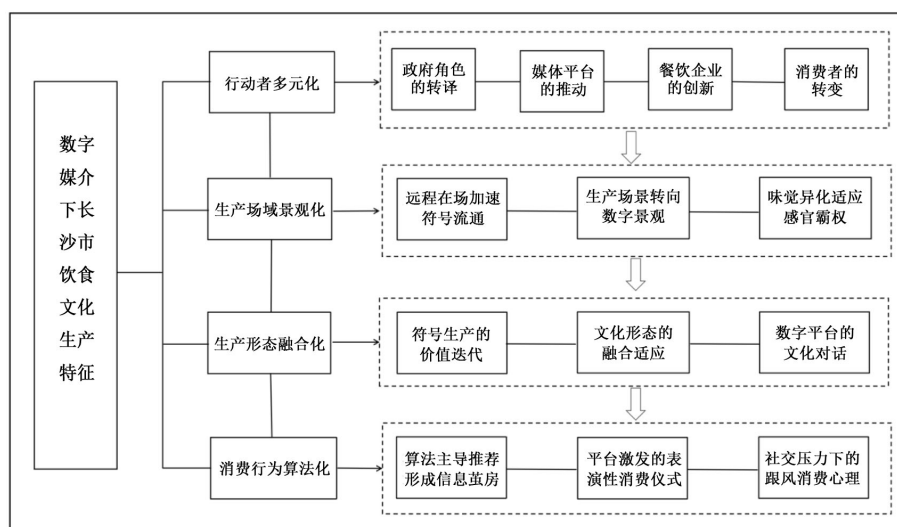 数字
媒介
下长
沙市
饮食
文化
生产
特征
行动者多元化
政府角色
的转译
媒体平台
的推动
餐饮企业
的创新
消费者的
转变
生产场域景观化
远程在场加速
符号流通
生产场景转向
数字景观
味觉异化适应
感官霸权
生产形态融合化
符号生产的
价值迭代
文化形态的
融合适应
数字平台的
文化对话
消费行为算法化
算法主导推荐
形成信息茧房
平台激发的表
演性消费仪式
社交压力下的
跟风消费心理